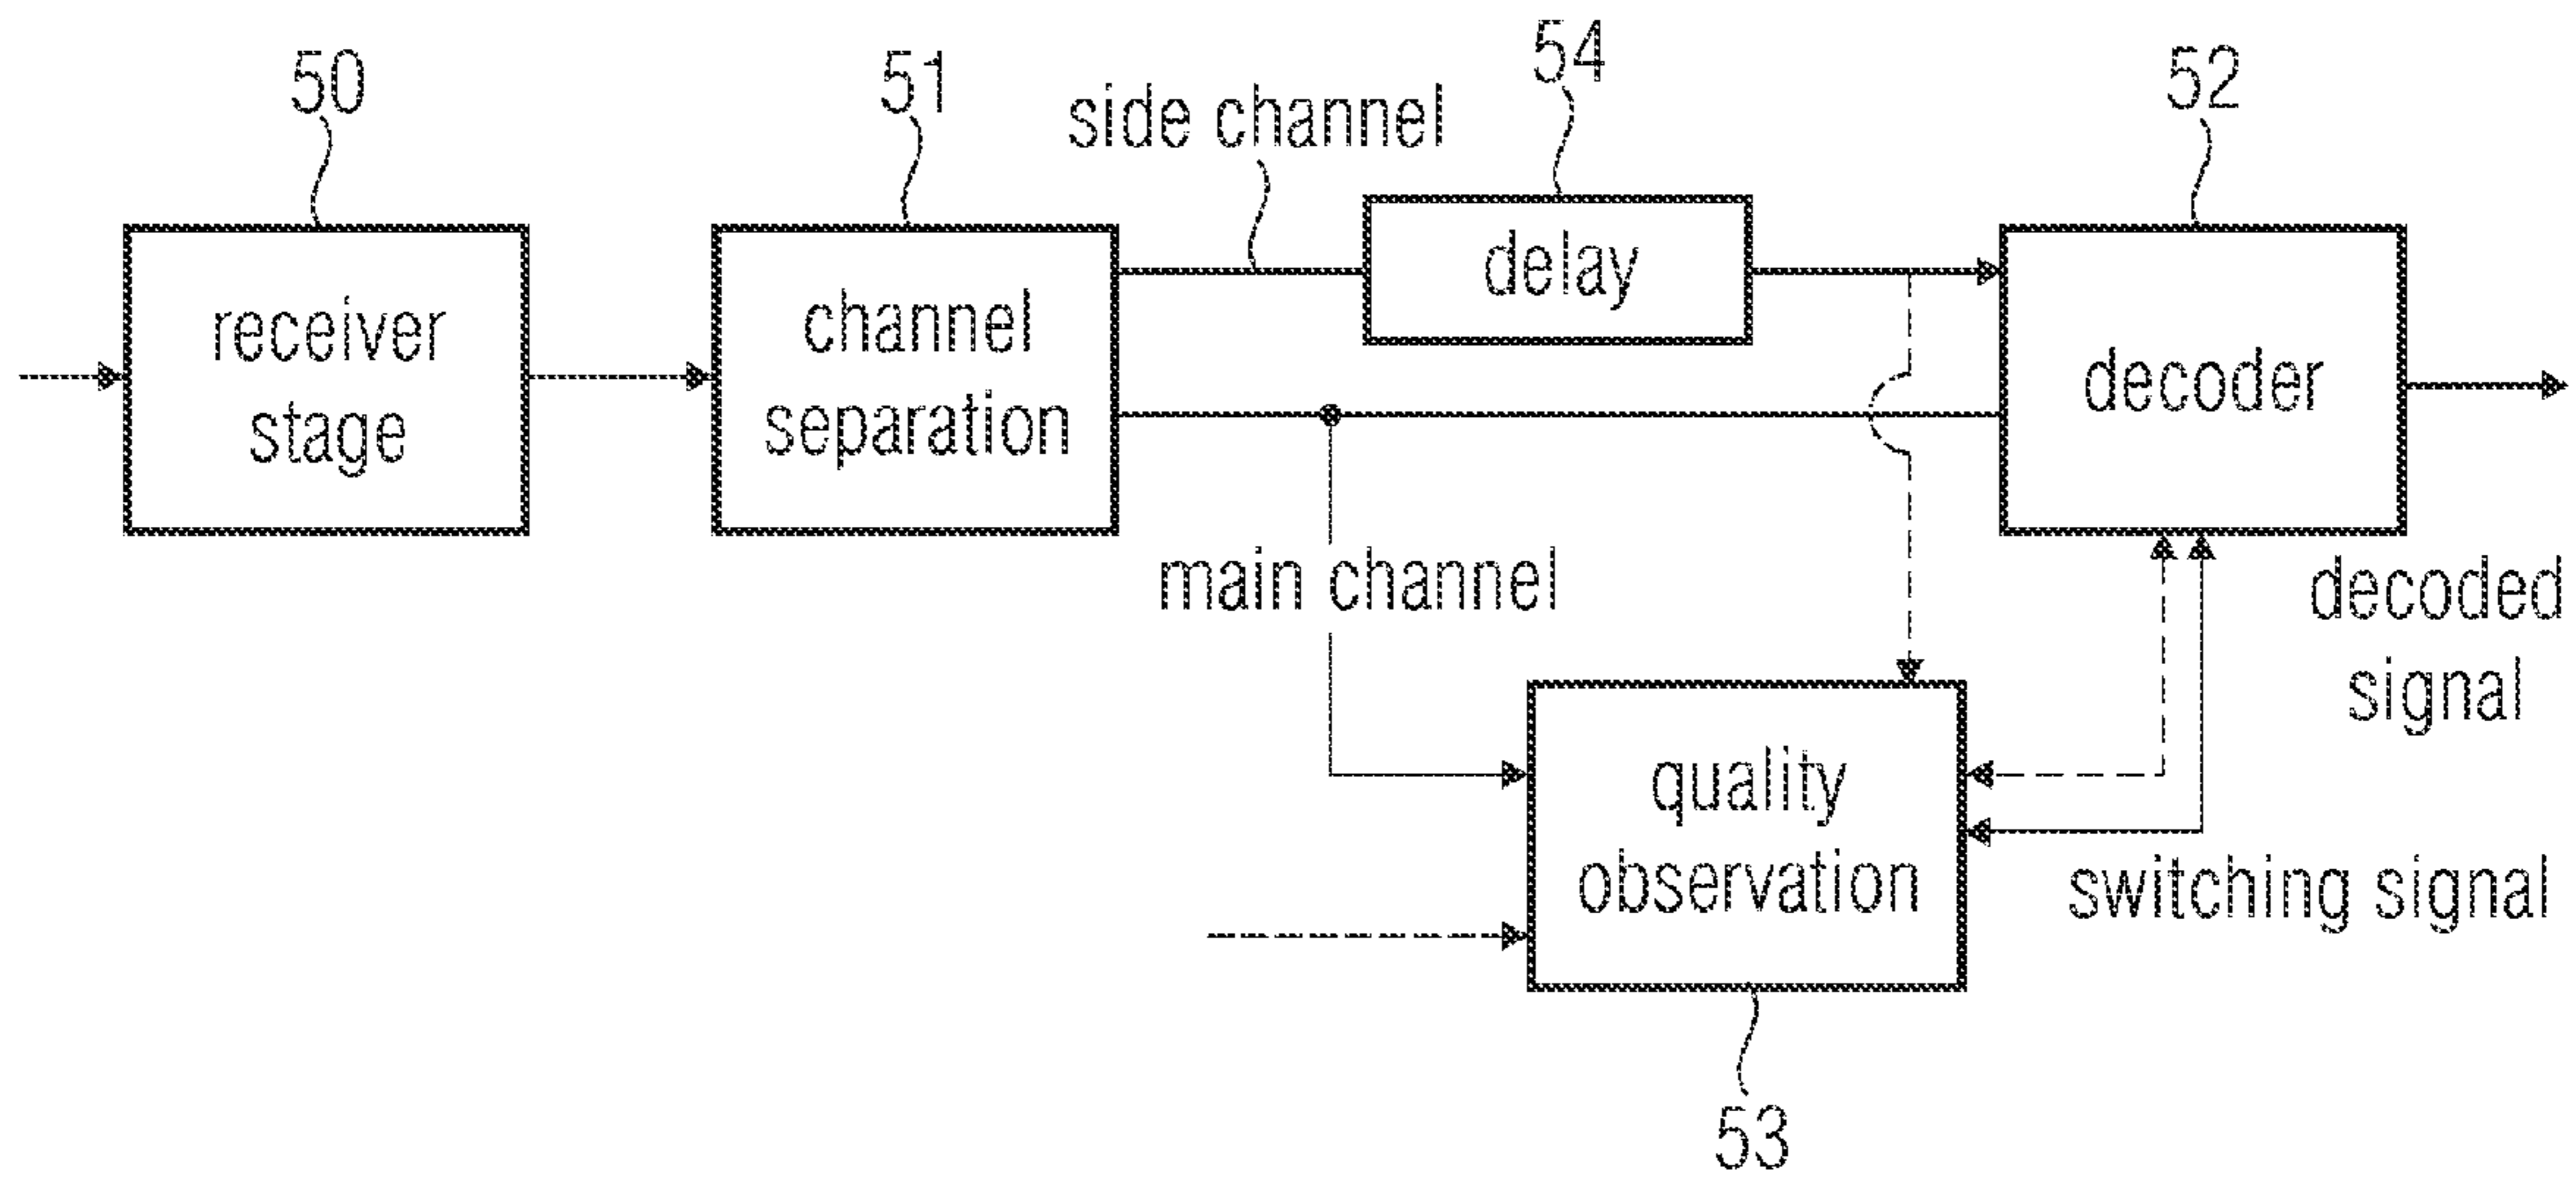 50
51
54
52
side channel
delay
receiver
stage
channel
separation
decoder
main channel
decoded
signal
quality
observation
switching signal
53